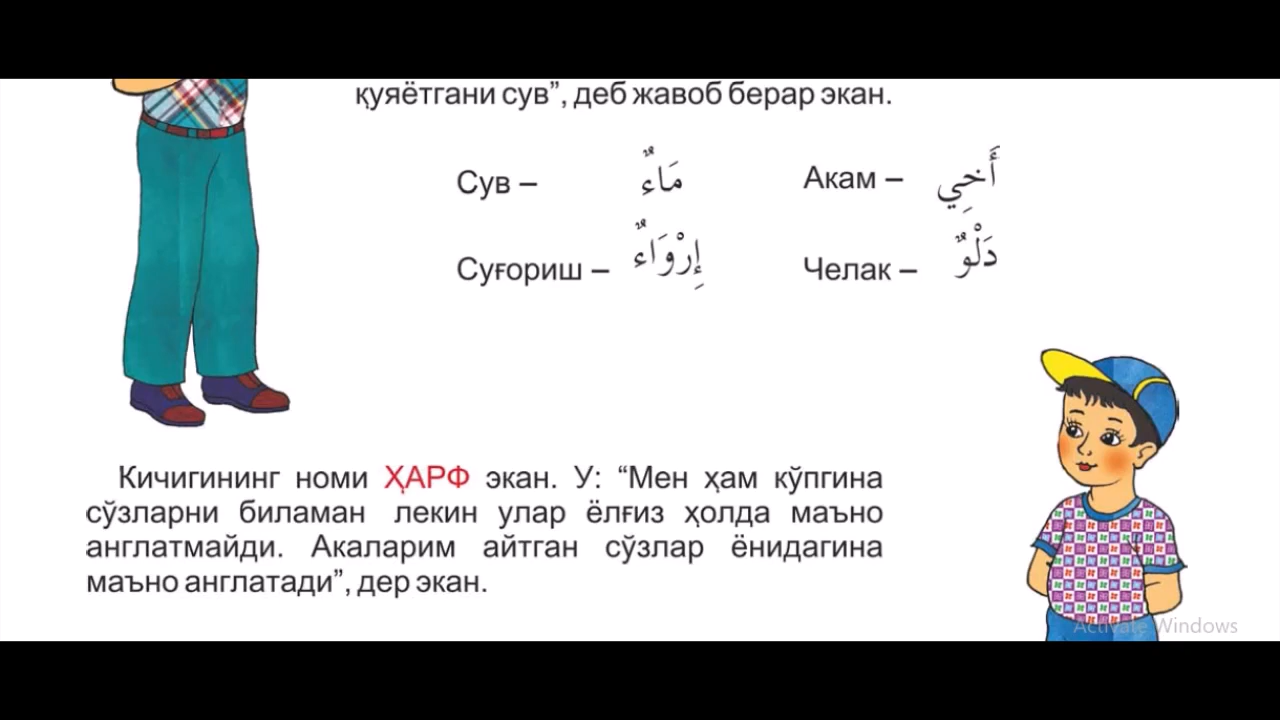 қуяётгани сув”, деб жавоб берар экан.
Сув – مَاءٌ Акам – أَخِي
Суғориш – إِرْوَاءٌ Челак – دَلْوٌ
Кичигининг номи ҲАРФ экан. У: “Мен ҳам кўпгина
сўзларни биламан лекин улар ёлғиз ҳолда маъно
англатмайди. Акаларим айтган сўзлар ёнидагина
маъно англатади”, дер экан.
Activate Windows